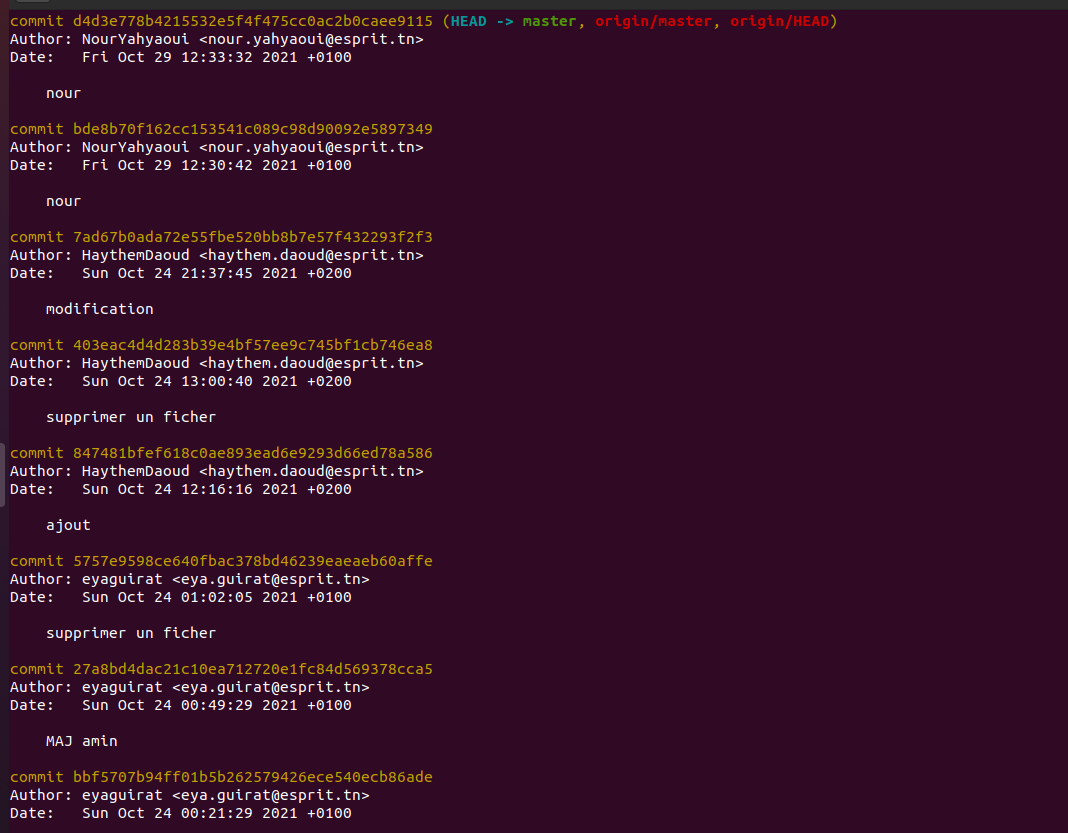 commit d4d3e778b4215532e5f4f475cc0ac2b0caee9115 (HEAD -> master, origin/master, origin/HEAD)
Author: NourYahyaoui <nour.yahyaoui@esprit.tn>
Date:   Fri Oct 29 12:33:32 2021 +0100
    nour
commit bde8b70f162cc153541c089c98d90092e5897349
Author: NourYahyaoui <nour.yahyaoui@esprit.tn>
Date:   Fri Oct 29 12:30:42 2021 +0100
    nour
commit 7ad67b0ada72e55fbe520bb8b7e57f432293f2f3
Author: HaythemDaoud <haythem.daoud@esprit.tn>
Date:   Sun Oct 24 21:37:45 2021 +0200
    modification
commit 403eac4d4d283b39e4bf57ee9c745bf1cb746ea8
Author: HaythemDaoud <haythem.daoud@esprit.tn>
Date:   Sun Oct 24 13:00:40 2021 +0200
    supprimer un ficher
commit 847481bfef618c0ae893ead6e9293d66ed78a586
Author: HaythemDaoud <haythem.daoud@esprit.tn>
Date:   Sun Oct 24 12:16:16 2021 +0200
    ajout
commit 5757e9598ce640fbac378bd46239eaeaeb60affe
Author: eyaguirat <eya.guirat@esprit.tn>
Date:   Sun Oct 24 01:02:05 2021 +0100
    supprimer un ficher
commit 27a8bd4dac21c10ea712720e1fc84d569378cca5
Author: eyaguirat <eya.guirat@esprit.tn>
Date:   Sun Oct 24 00:49:29 2021 +0100
    MAJ amin
commit bbf5707b94ff01b5b262579426ece540ecb86ade
Author: eyaguirat <eya.guirat@esprit.tn>
Date:   Sun Oct 24 00:21:29 2021 +0100